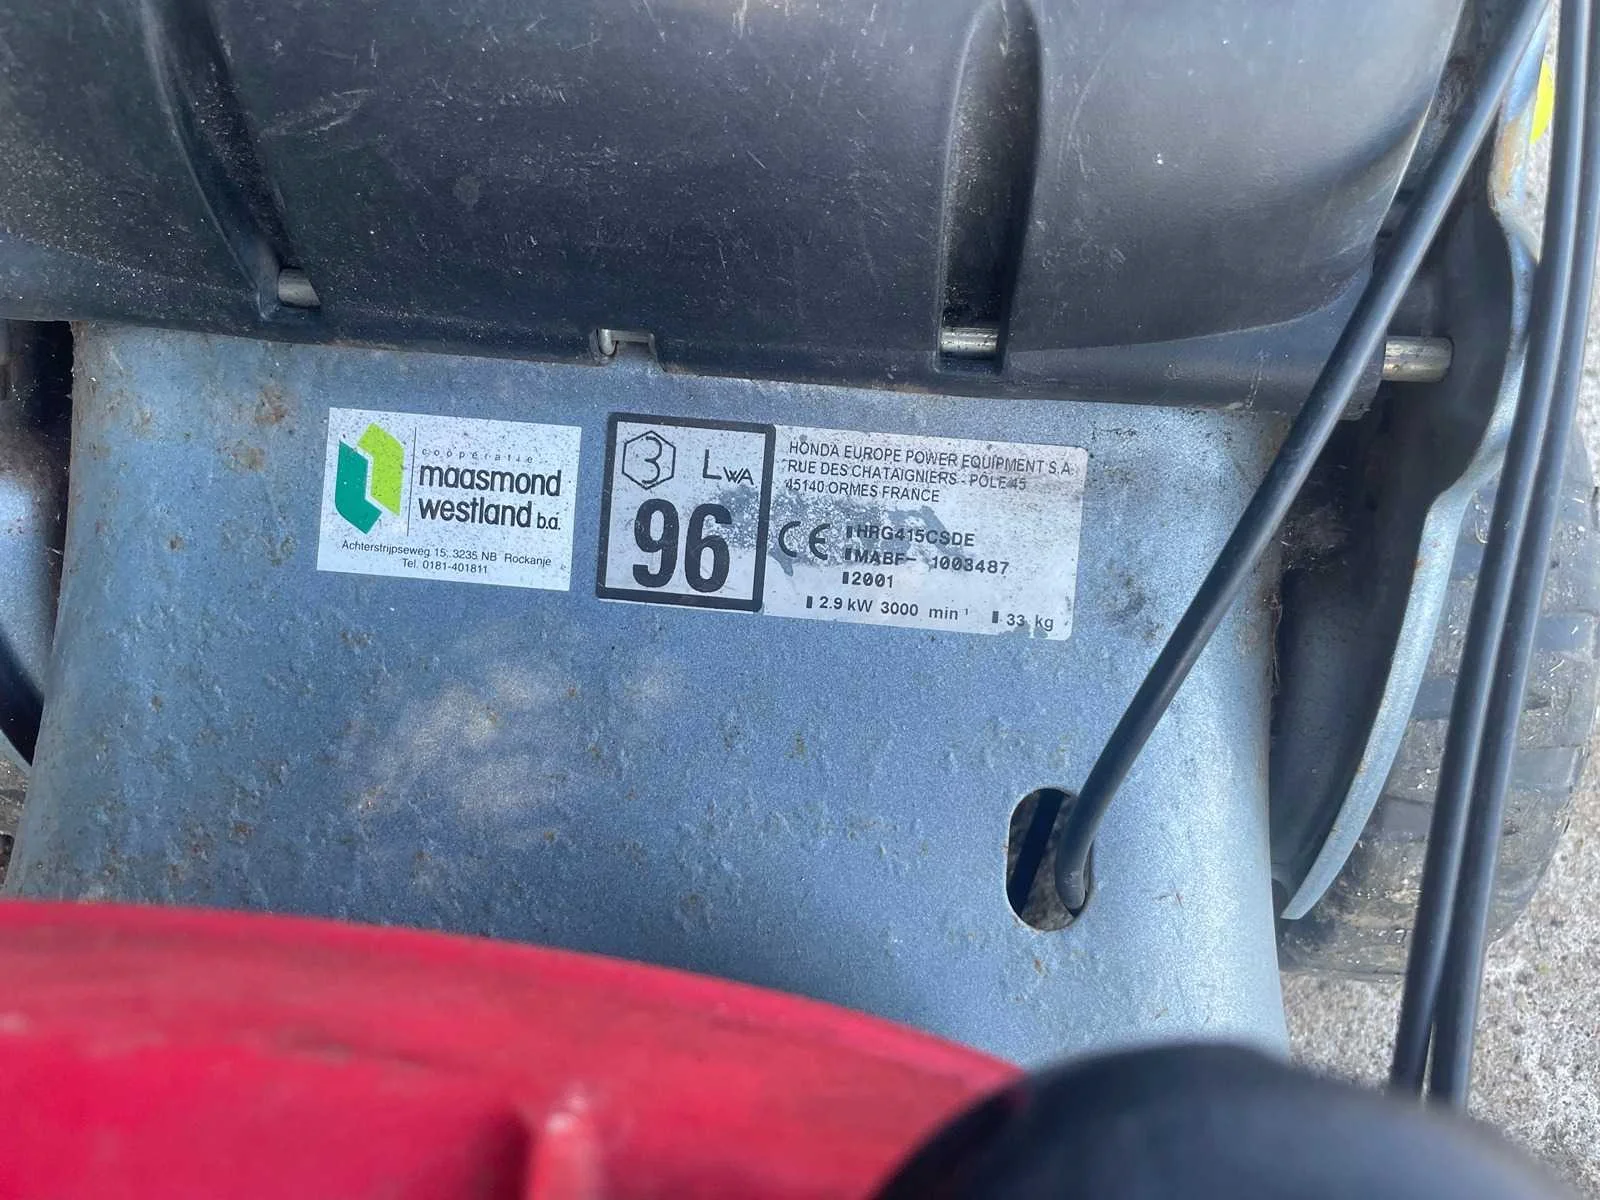 coöperatie
maasmond
westland b.a.
Achterstrijpseweg 15, 3235 NB Rockanje
Tel. 0181-401811
3 LWA
96
HONDA EUROPE POWER EQUIPMENT S.A.
RUE DES CHATAIGNIERS - PÔLE 45
45140 ORMES FRANCE
CE
HRG415CSDE
MABF- 1003487
2001
2.9 kW 3000 min⁻¹ 33 kg